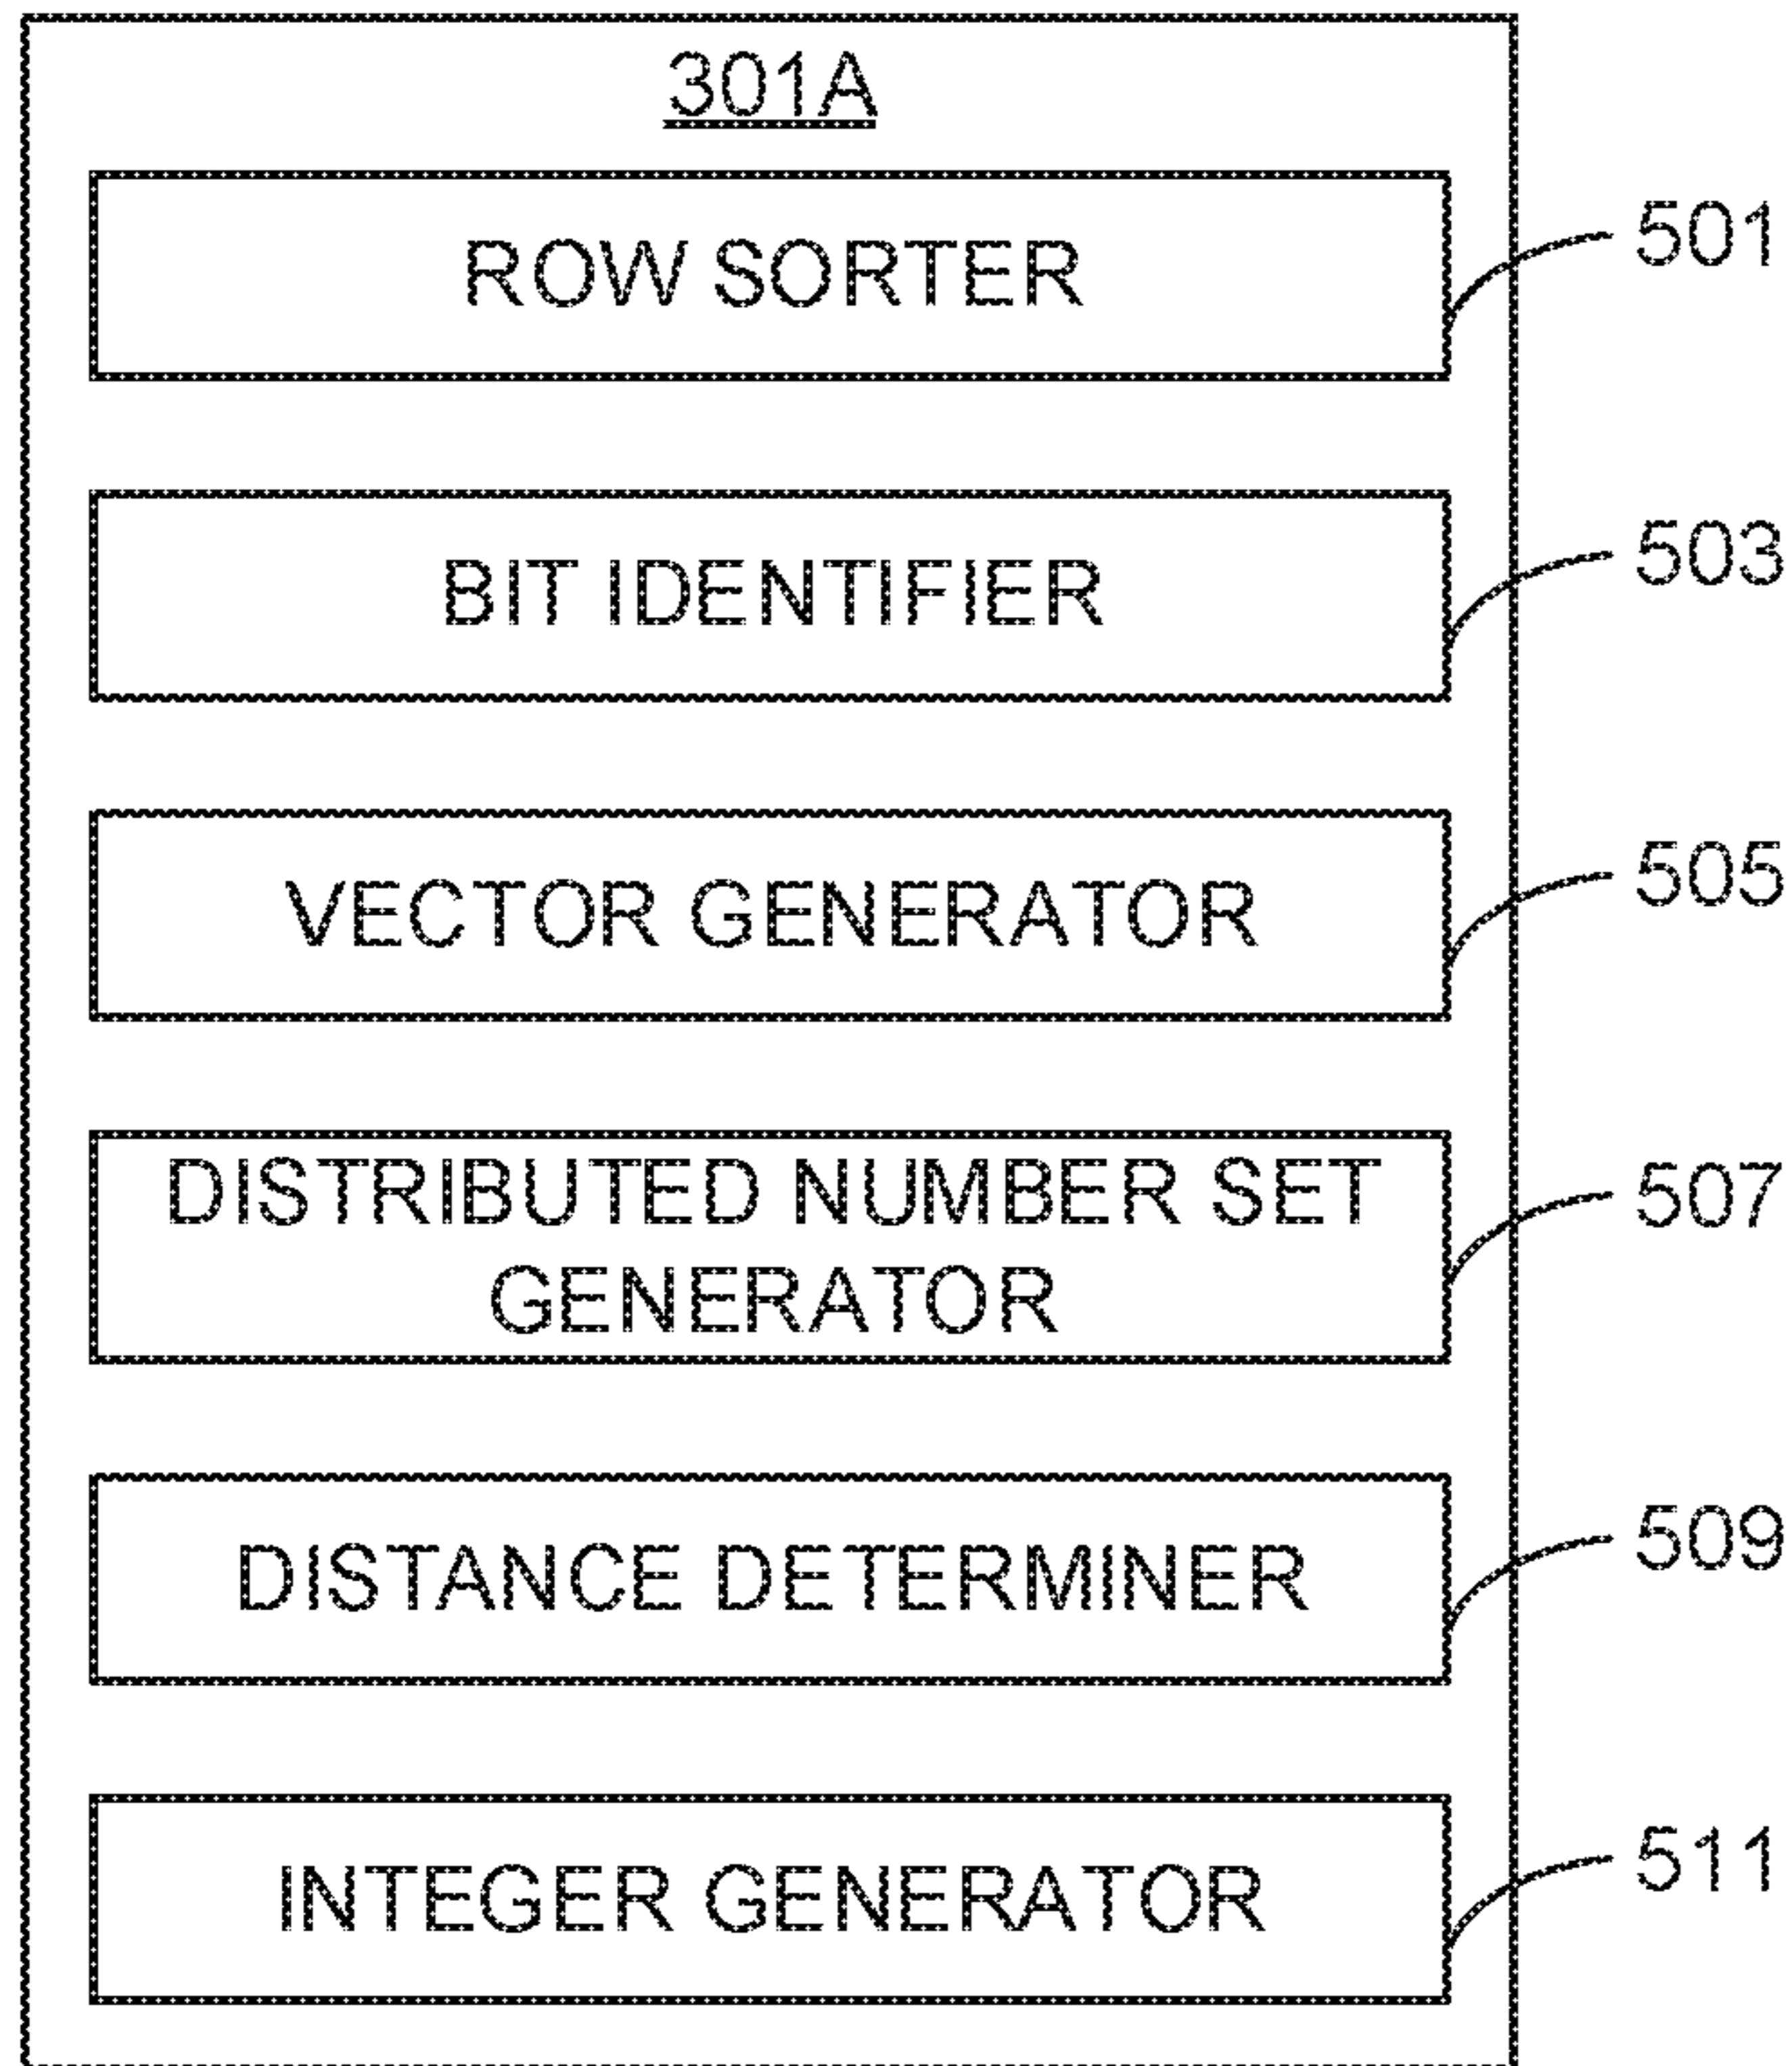 301A
ROW SORTER
501
BIT IDENTIFIER
503
VECTOR GENERATOR
505
DISTRIBUTED NUMBER SET
GENERATOR
507
DISTANCE DETERMINER
509
INTEGER GENERATOR
511